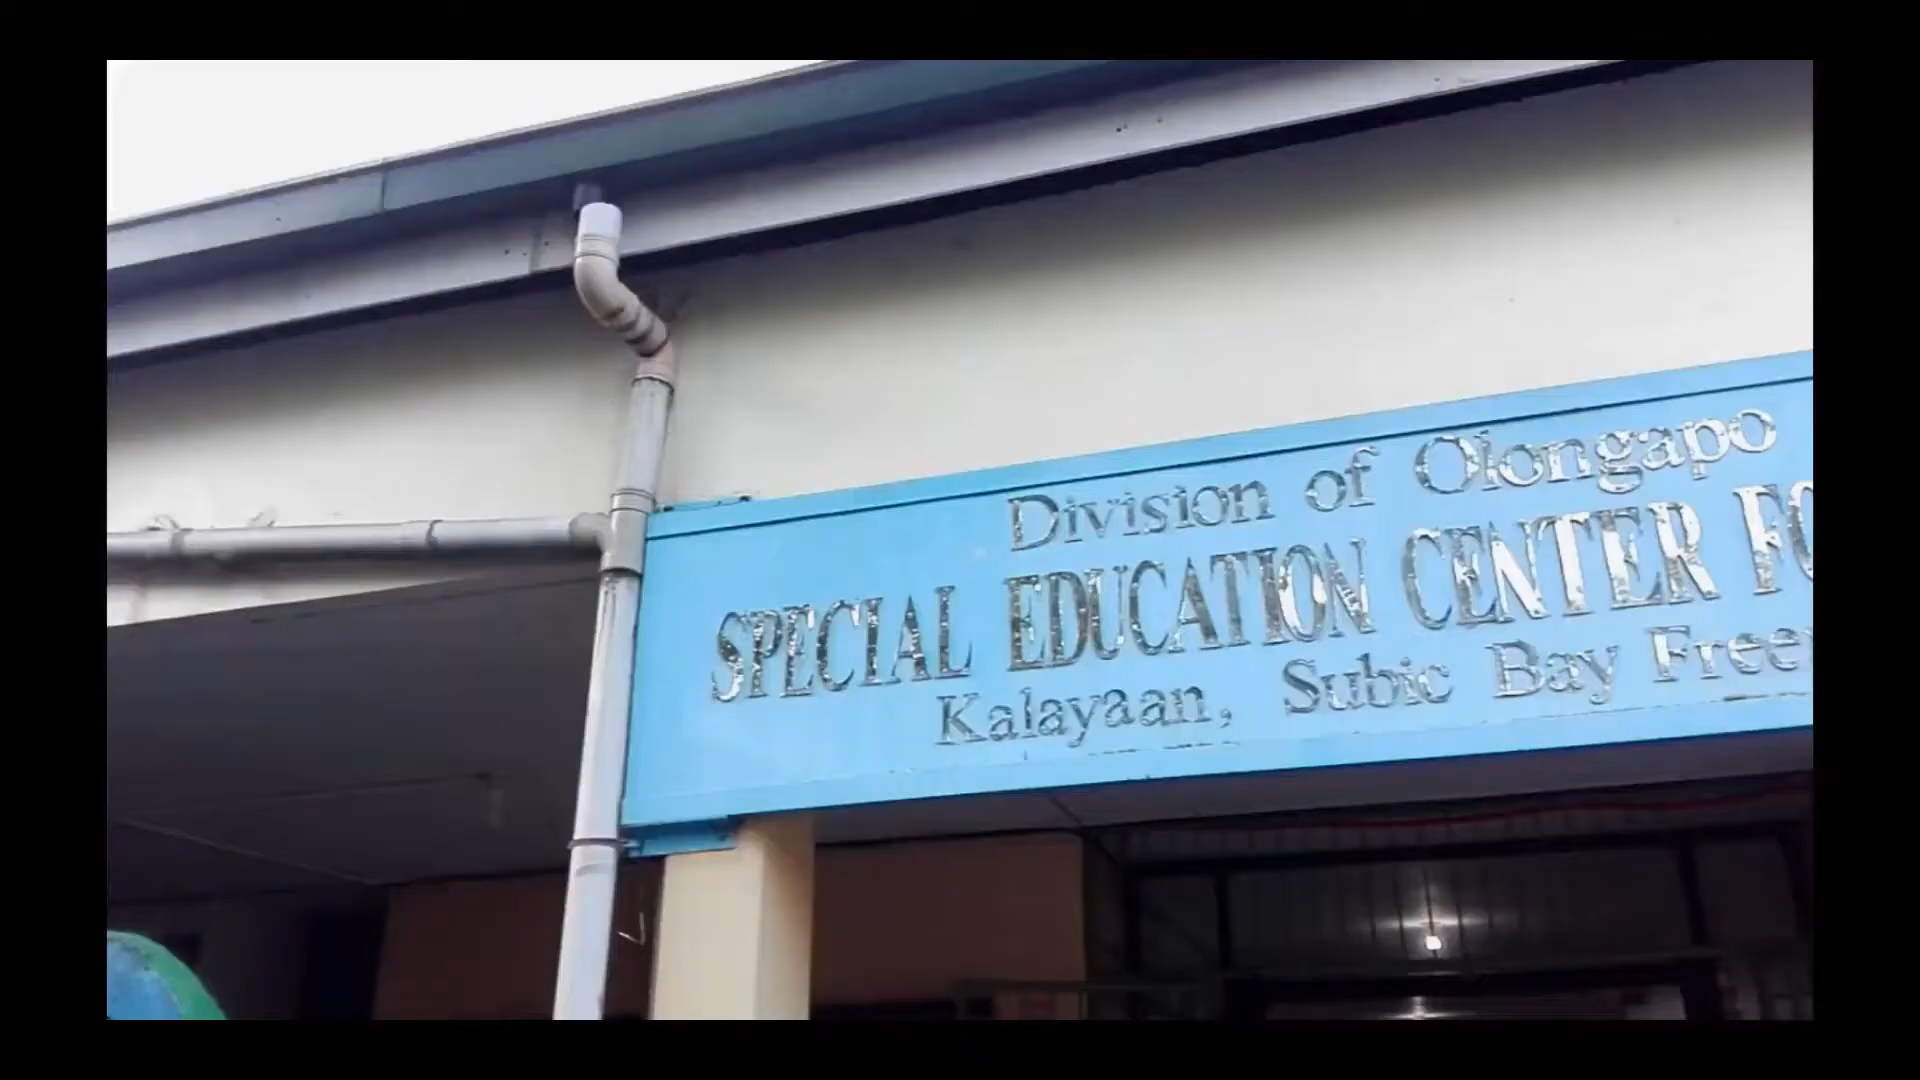 Division of Olongapo
SPECIAL EDUCATION CENTER
Kalayaan, Subic Bay